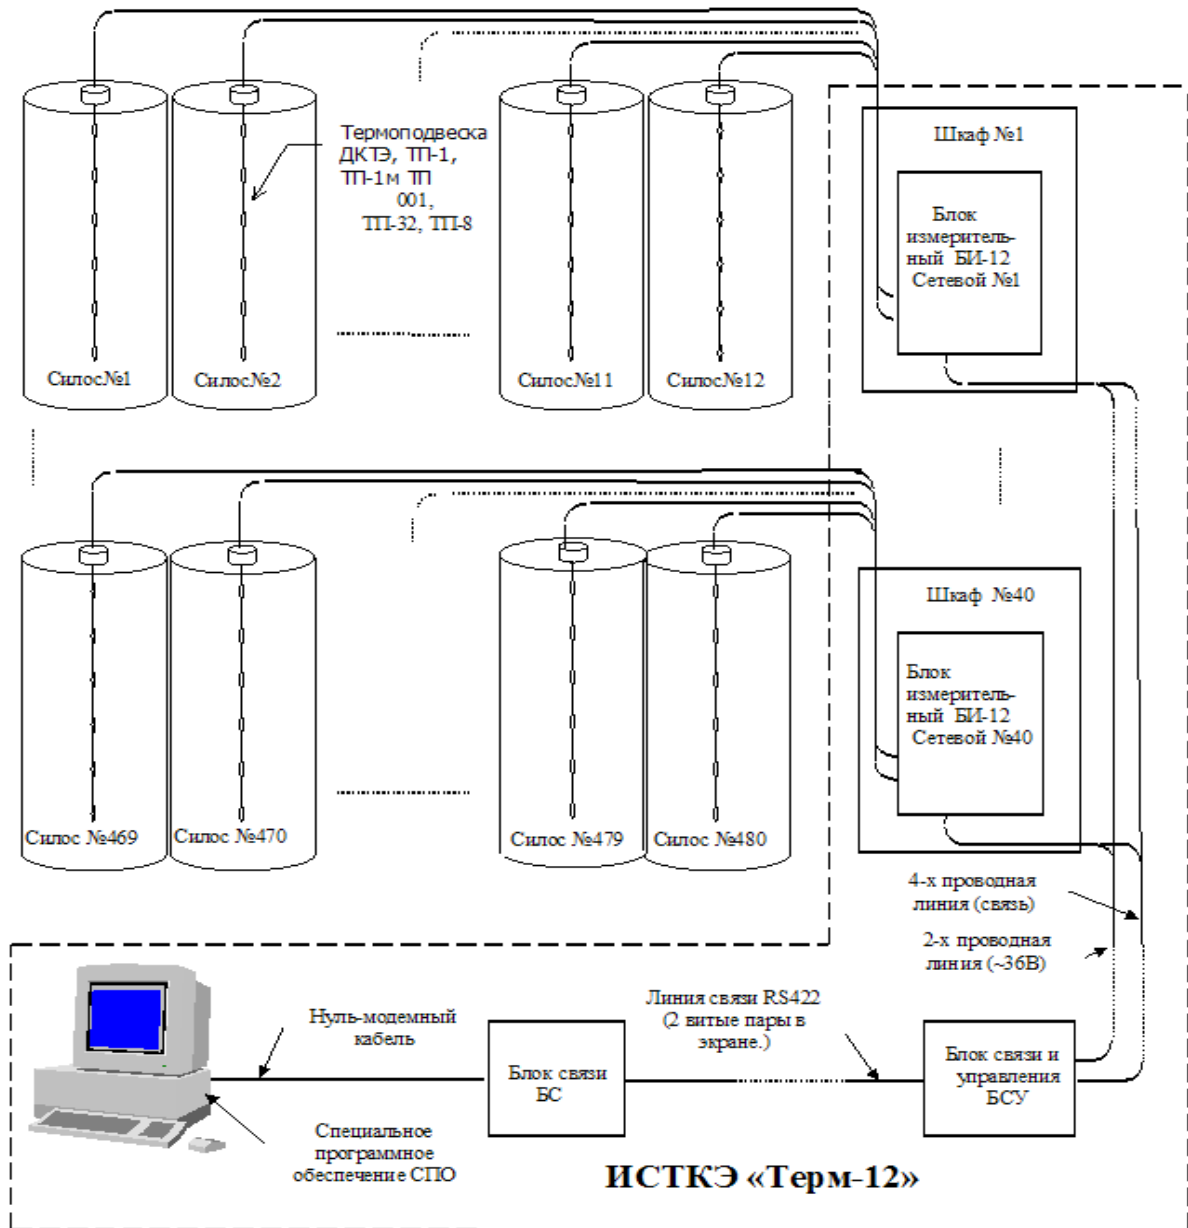 Термоподвеска
ДКТЭ, ТП-1,
ТП-1м ТП
001,
ТП-32, ТП-8
Шкаф №1
Блок
измеритель-
ный БИ-12
Сетевой №1
Силос№1
Силос№2
Силос№11
Силос№12
Шкаф №40
Блок
измеритель-
ный БИ-12
Сетевой №40
Силос №469
Силос №470
Силос №479
Силос №480
4-х проводная
линия (связь)
2-х проводная
линия (~36В)
Нуль-модемный
кабель
Линия связи RS422
(2 витые пары в
экране.)
Блок связи
БС
Блок связи и
управления
БСУ
Специальное
программное
обеспечение СПО
ИСТКЭ «Терм-12»